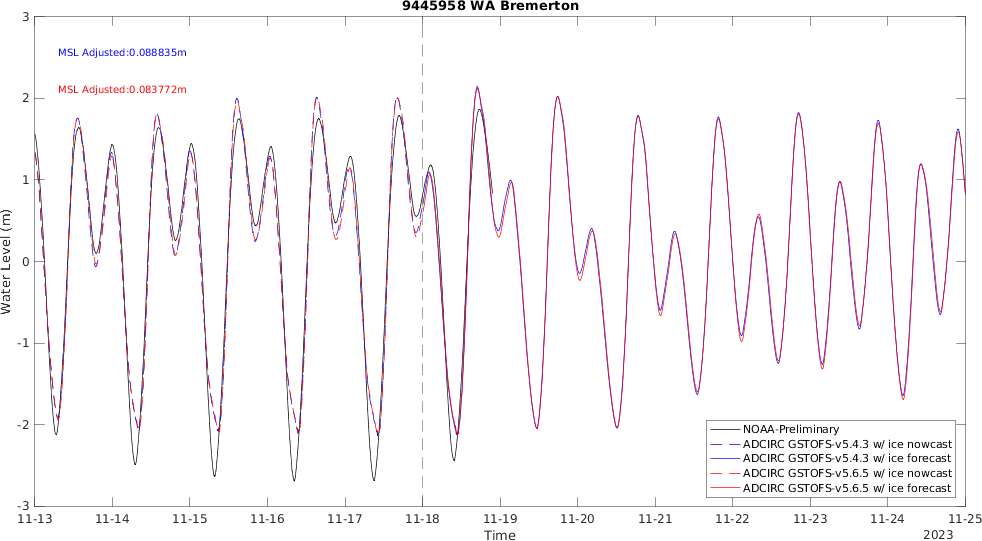 9445958 WA Bremerton
MSL Adjusted:0.088835m
MSL Adjusted:0.083772m
Water Level (m)
3
2
1
0
-1
-2
-3
NOAA-Preliminary
ADCIRC GSTOFS-v5.4.3 w/ ice nowcast
ADCIRC GSTOFS-v5.4.3 w/ ice forecast
ADCIRC GSTOFS-v5.6.5 w/ ice nowcast
ADCIRC GSTOFS-v5.6.5 w/ ice forecast
11-13 11-14 11-15 11-16 11-17 11-18 11-19 11-20 11-21 11-22 11-23 11-24 11-25
Time
2023